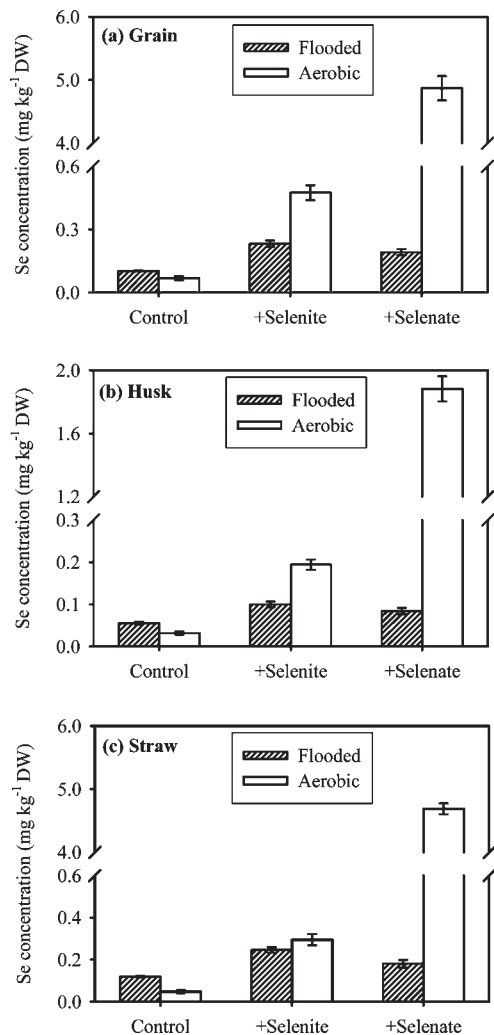 6.0
(a) Grain
Flooded
Aerobic
5.0
4.0
0.6
0.3
0.0
Se concentration (mg kg⁻¹ DW)
Control
+Selenite
+Selenate
2.0
(b) Husk
Flooded
Aerobic
1.6
1.2
0.3
0.2
0.1
0.0
Se concentration (mg kg⁻¹ DW)
Control
+Selenite
+Selenate
6.0
(c) Straw
Flooded
Aerobic
5.0
4.0
0.6
0.4
0.2
0.0
Se concentration (mg kg⁻¹ DW)
Control
+Selenite
+Selenate